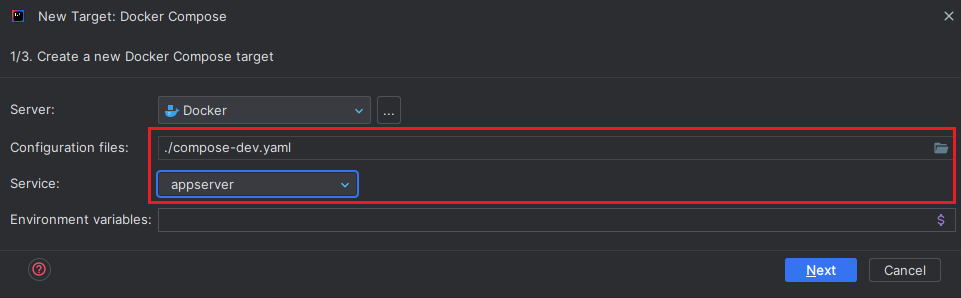 New Target: Docker Compose
1/3. Create a new Docker Compose target
Server: Docker ...
Configuration files: ./compose-dev.yaml
Service: appserver
Environment variables: $
? Next Cancel